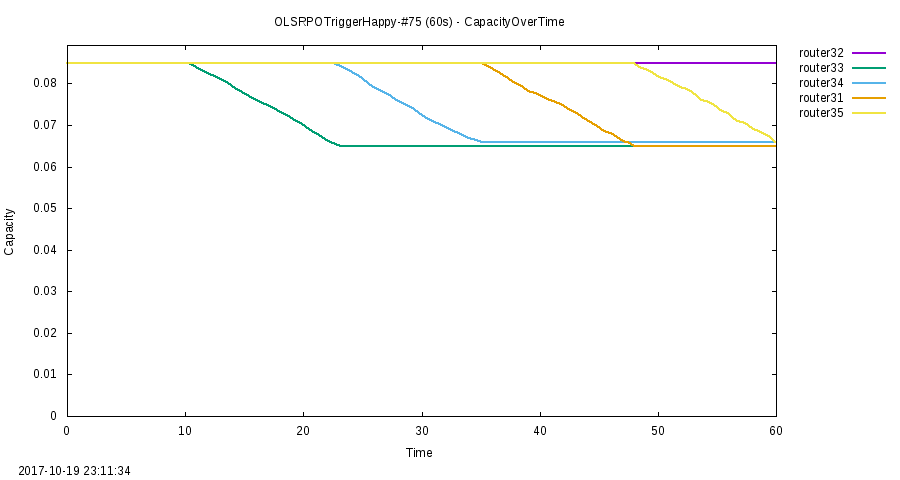 OLSRPOTriggerHappy-#75 (60s) - CapacityOverTime
router32
router33
router34
router31
router35
0.08
0.07
0.06
0.05
0.04
0.03
0.02
0.01
0
Capacity
0 10 20 30 40 50 60
Time
2017-10-19 23:11:34